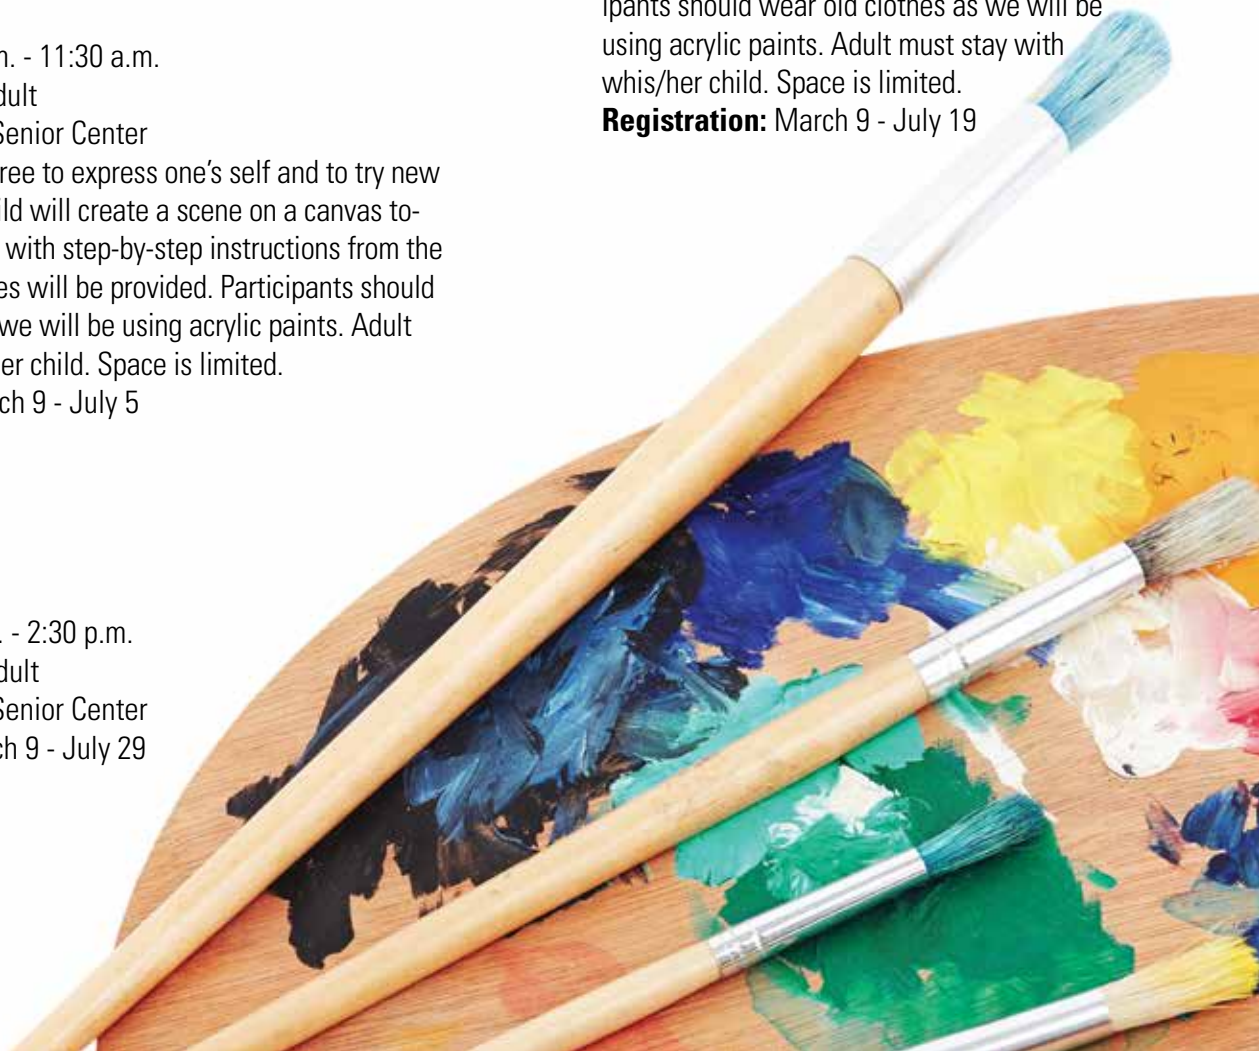 n. - 11:30 a.m.
dult
Senior Center
ree to express one's self and to try new
ild will create a scene on a canvas to-
with step-by-step instructions from the
es will be provided. Participants should
we will be using acrylic paints. Adult
er child. Space is limited.
ch 9 - July 5
. - 2:30 p.m.
dult
Senior Center
ch 9 - July 29
ipants should wear old clothes as we will be
using acrylic paints. Adult must stay with
whis/her child. Space is limited.
Registration: March 9 - July 19